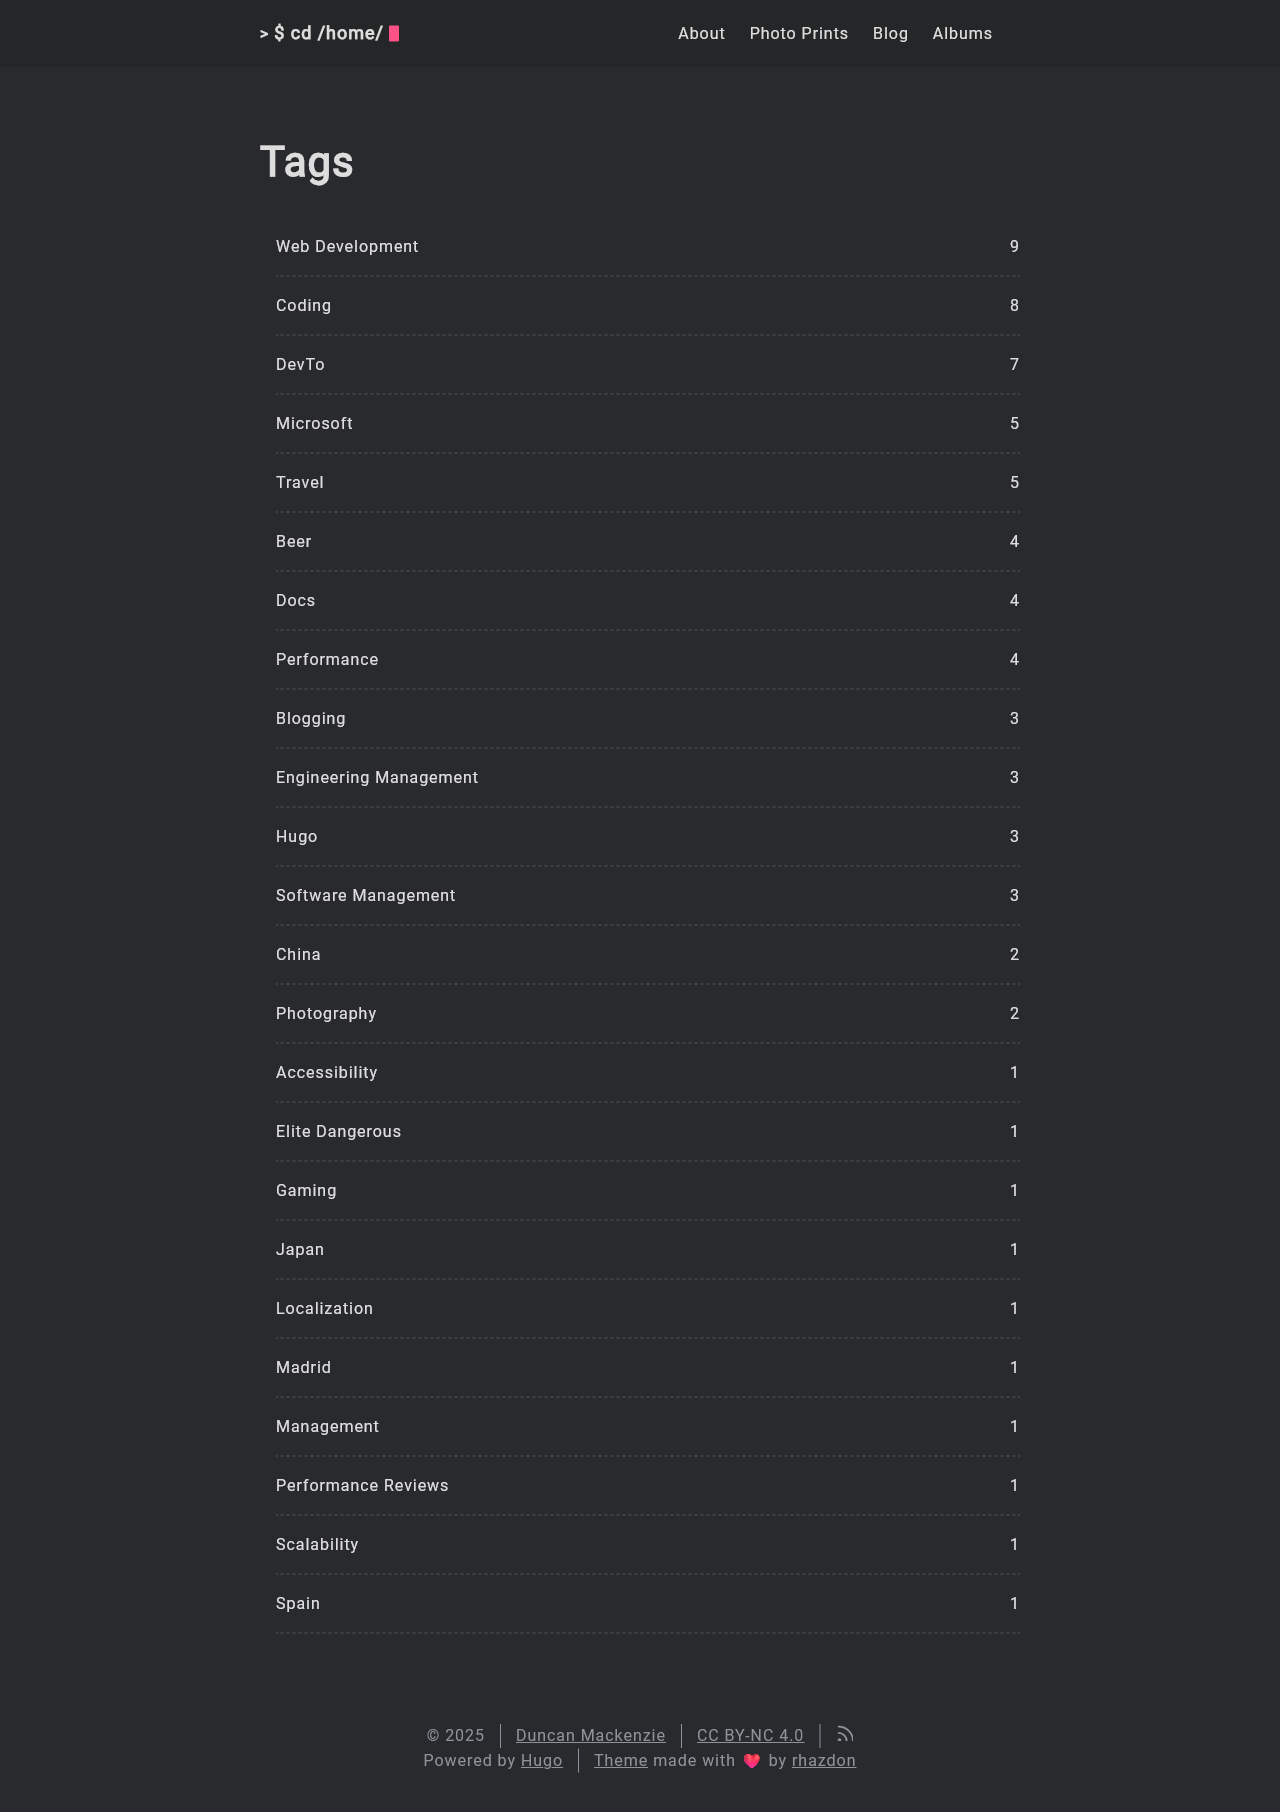 > $ cd /home/
About Photo Prints Blog Albums
Tags
Web Development 9
Coding 8
DevTo 7
Microsoft 5
Travel 5
Beer 4
Docs 4
Performance 4
Blogging 3
Engineering Management 3
Hugo 3
Software Management 3
China 2
Photography 2
Accessibility 1
Elite Dangerous 1
Gaming 1
Japan 1
Localization 1
Madrid 1
Management 1
Performance Reviews 1
Scalability 1
Spain 1
© 2025 Duncan Mackenzie CC BY-NC 4.0
Powered by Hugo Theme made with ❤ by rhazdon